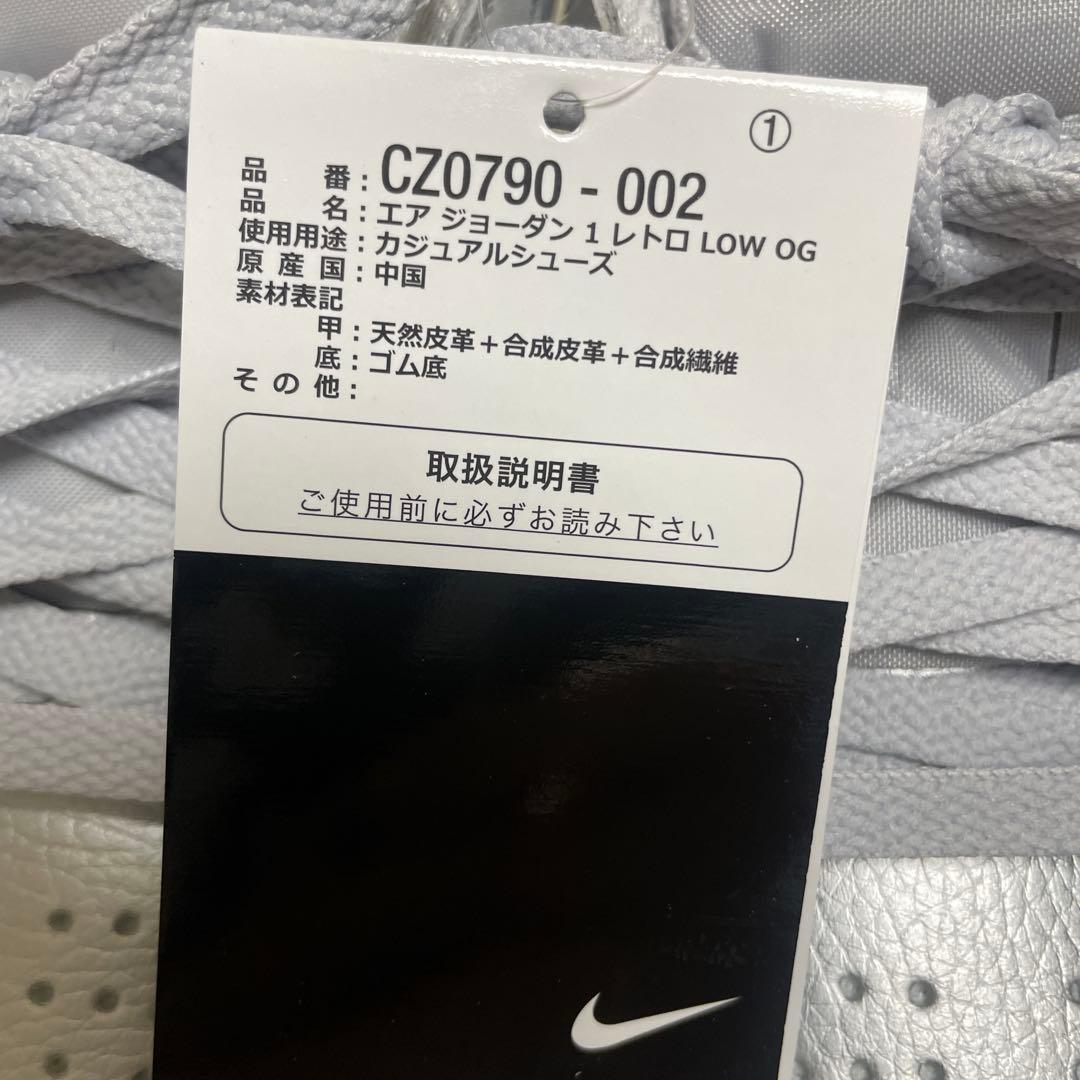 ①
品 番：CZ0790 - 002
品 名：エア ジョーダン 1 レトロ LOW OG
使用用途：カジュアルシューズ
原 産 国：中国
素材表記
甲：天然皮革＋合成皮革＋合成繊維
底：ゴム底
そ の 他：
取扱説明書
ご使用前に必ずお読み下さい